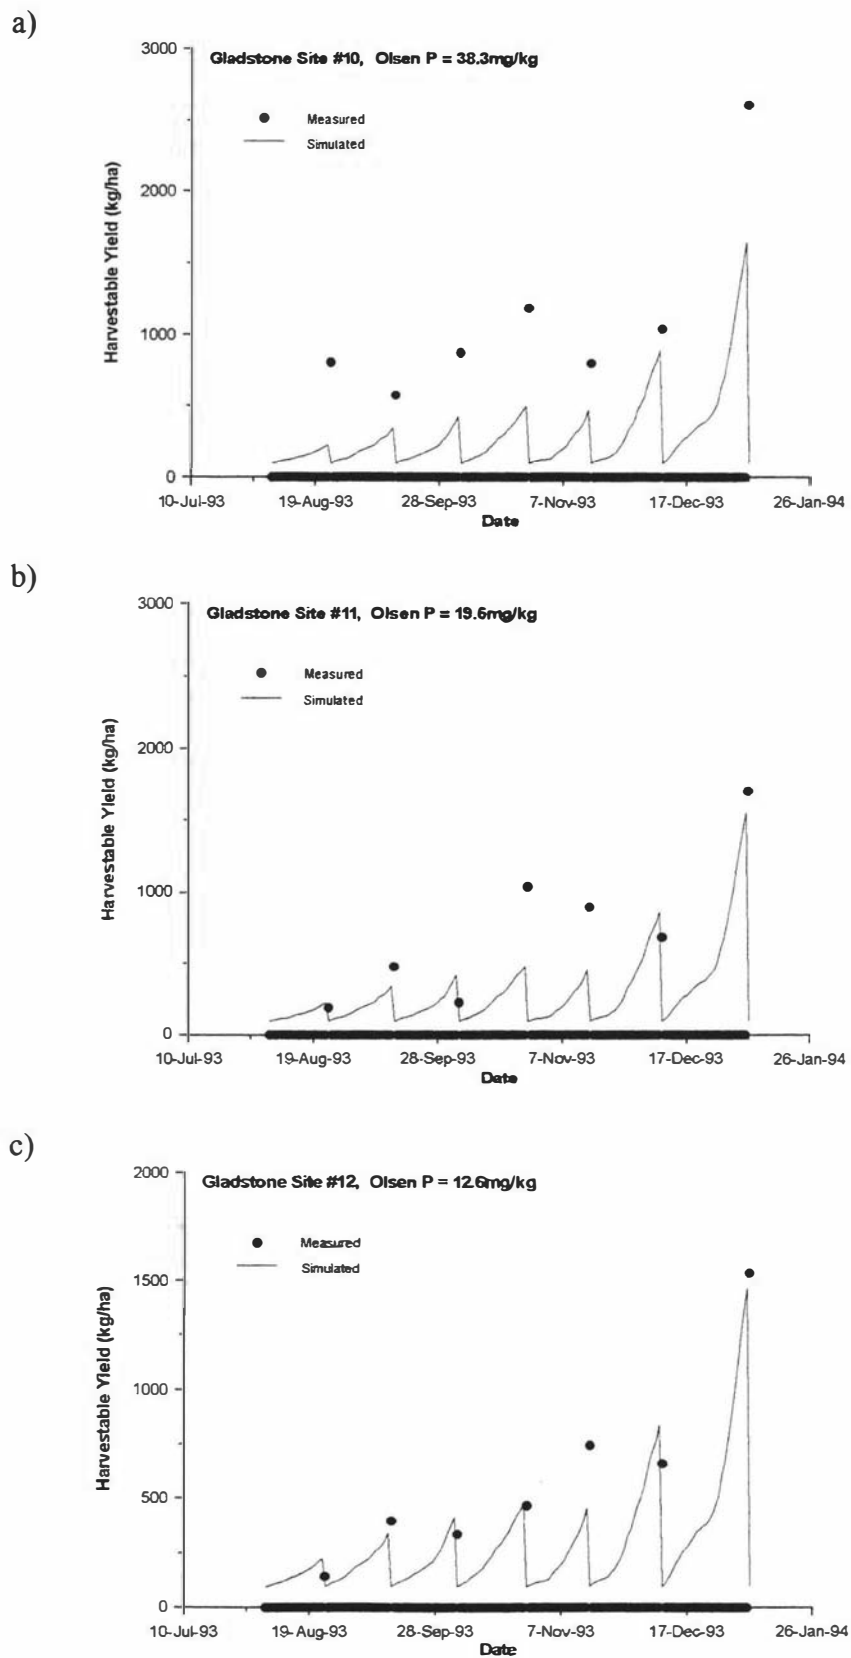 a)
3000
Gladstone Site #10, Olsen P = 38.3mg/kg
Measured
Simulated
2000
Harvestable Yield (kg/ha)
1000
0
10-Jul-93 19-Aug-93 28-Sep-93 7-Nov-93 17-Dec-93 26-Jan-94
Date
b)
3000
Gladstone Site #11, Olsen P = 19.6mg/kg
Measured
Simulated
2000
Harvestable Yield (kg/ha)
1000
0
10-Jul-93 19-Aug-93 28-Sep-93 7-Nov-93 17-Dec-93 26-Jan-94
Date
c)
2000
Gladstone Site #12, Olsen P = 12.6mg/kg
Measured
Simulated
1500
Harvestable Yield (kg/ha)
1000
500
0
10-Jul-93 19-Aug-93 28-Sep-93 7-Nov-93 17-Dec-93 26-Jan-94
Date